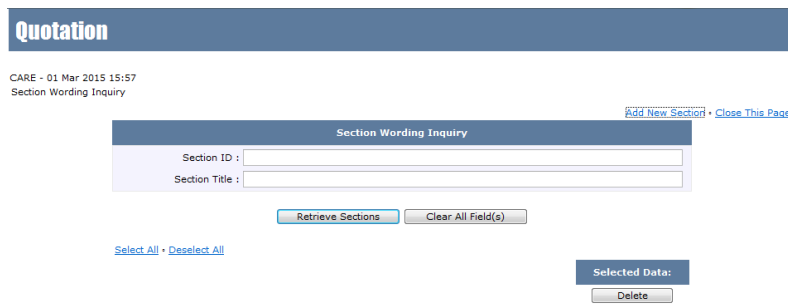 Quotation
CARE - 01 Mar 2015 15:57
Section Wording Inquiry
Add New Section • Close This Page
Section Wording Inquiry
Section ID :
Section Title :
Retrieve Sections Clear All Field(s)
Select All • Deselect All
Selected Data:
Delete